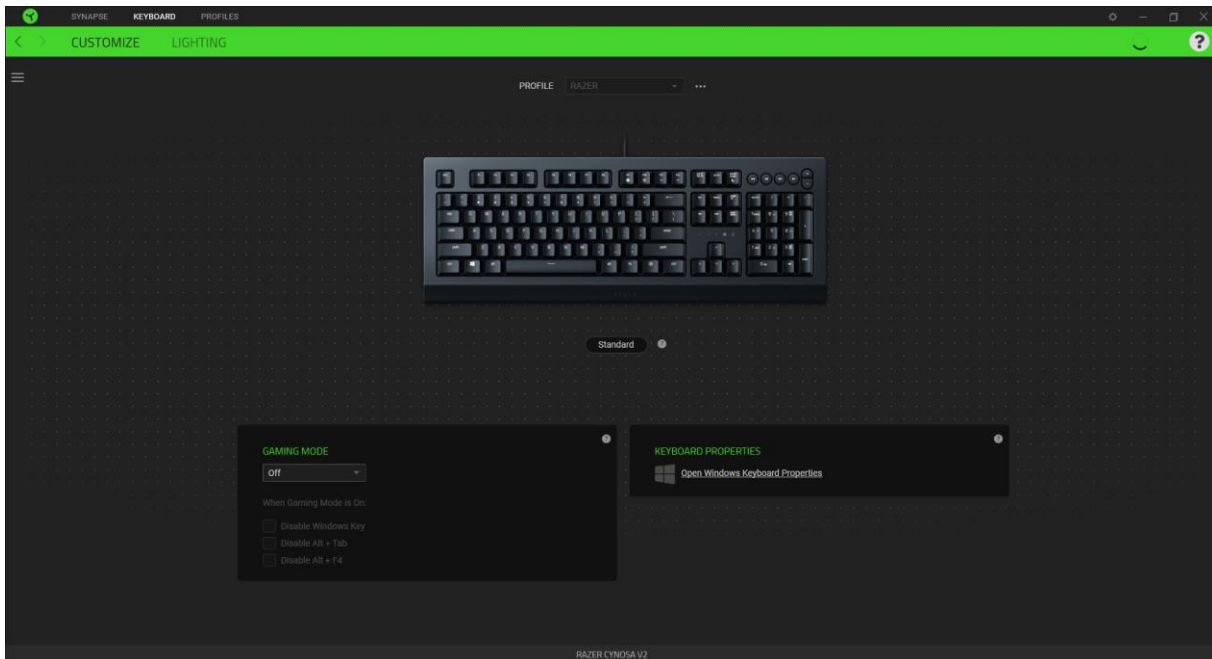 SYNAPSE KEYBOARD PROFILES
CUSTOMIZE LIGHTING
?
PROFILE RAZER
Standard ?
GAMING MODE ?
Off
When Gaming Mode is On:
Disable Windows Key
Disable Alt + Tab
Disable Alt + F4
KEYBOARD PROPERTIES ?
Open Windows Keyboard Properties
RAZER CYNOSA V2